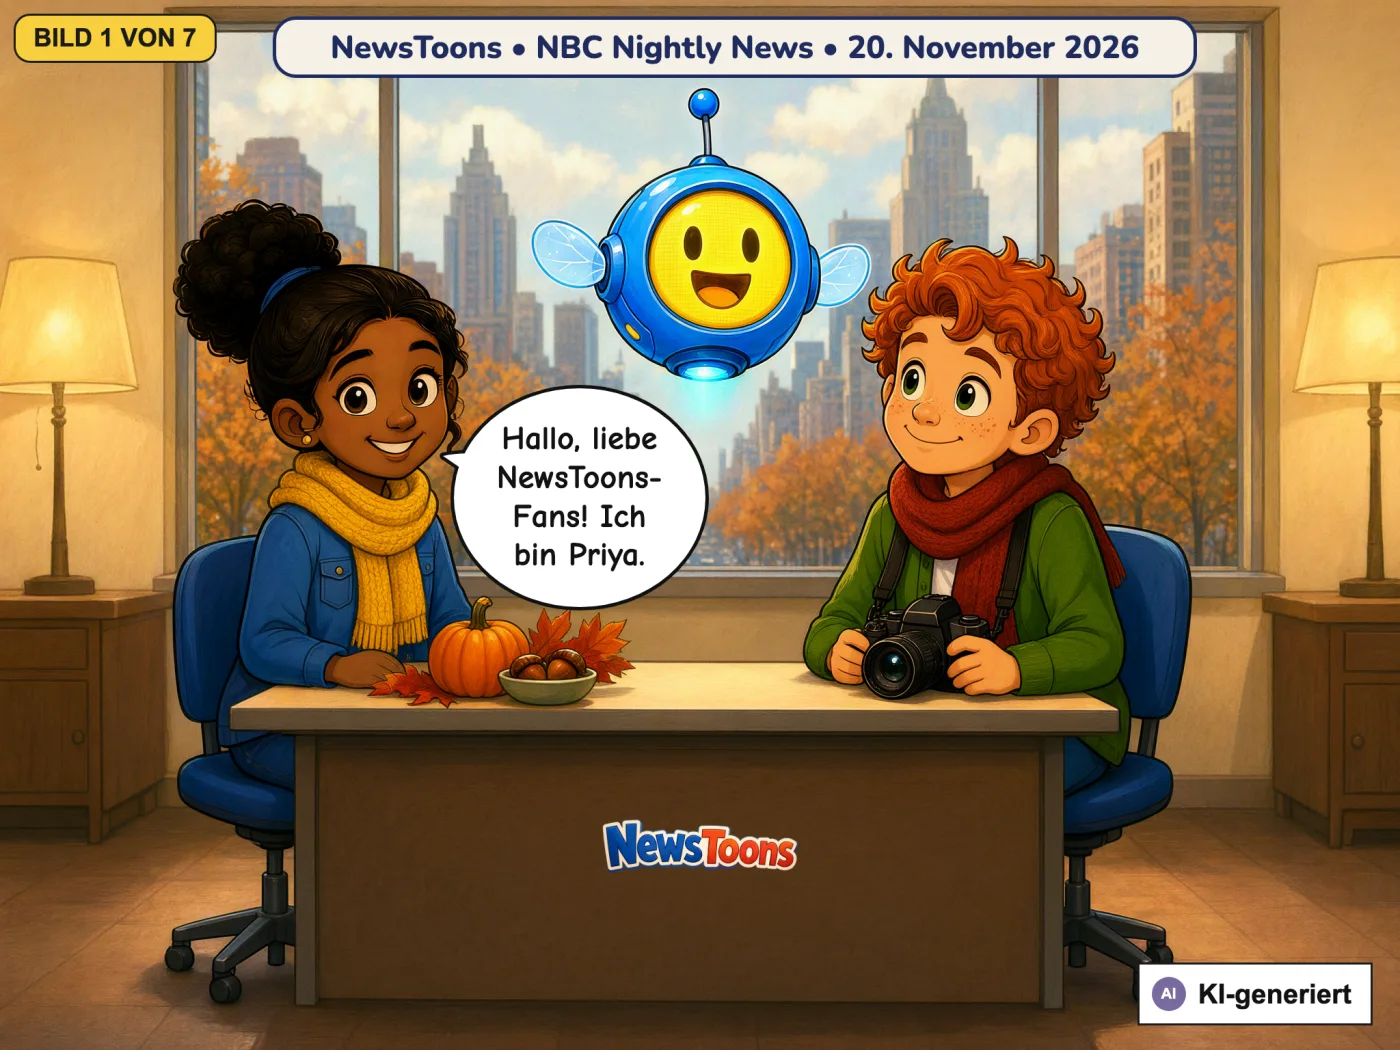 BILD 1 VON 7
NewsToons • NBC Nightly News • 20. November 2026
Hallo, liebe
NewsToons-
Fans! Ich
bin Priya.
NewsToons
AI KI-generiert